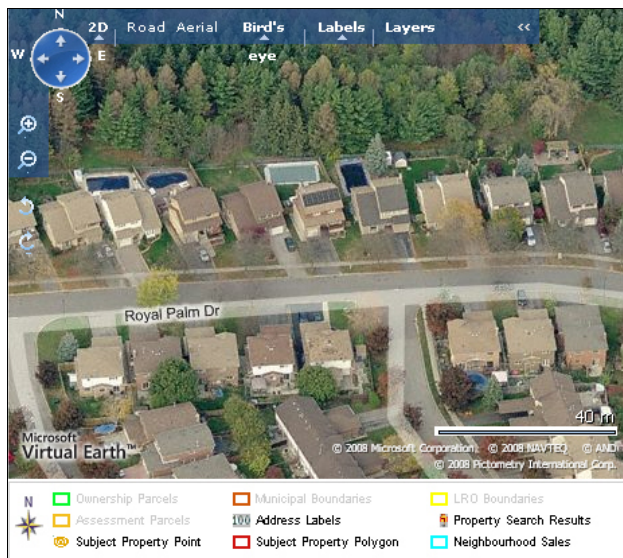 N
2D Road Aerial Bird's eye Labels Layers <<
W E
S
Royal Palm Dr
40 m
Microsoft
Virtual Earth™
© 2008 Microsoft Corporation. © 2008 NAVTEQ © AND
© 2008 Pictometry International Corp.
N
Ownership Parcels Municipal Boundaries LRO Boundaries
Assessment Parcels 100 Address Labels Property Search Results
Subject Property Point Subject Property Polygon Neighbourhood Sales